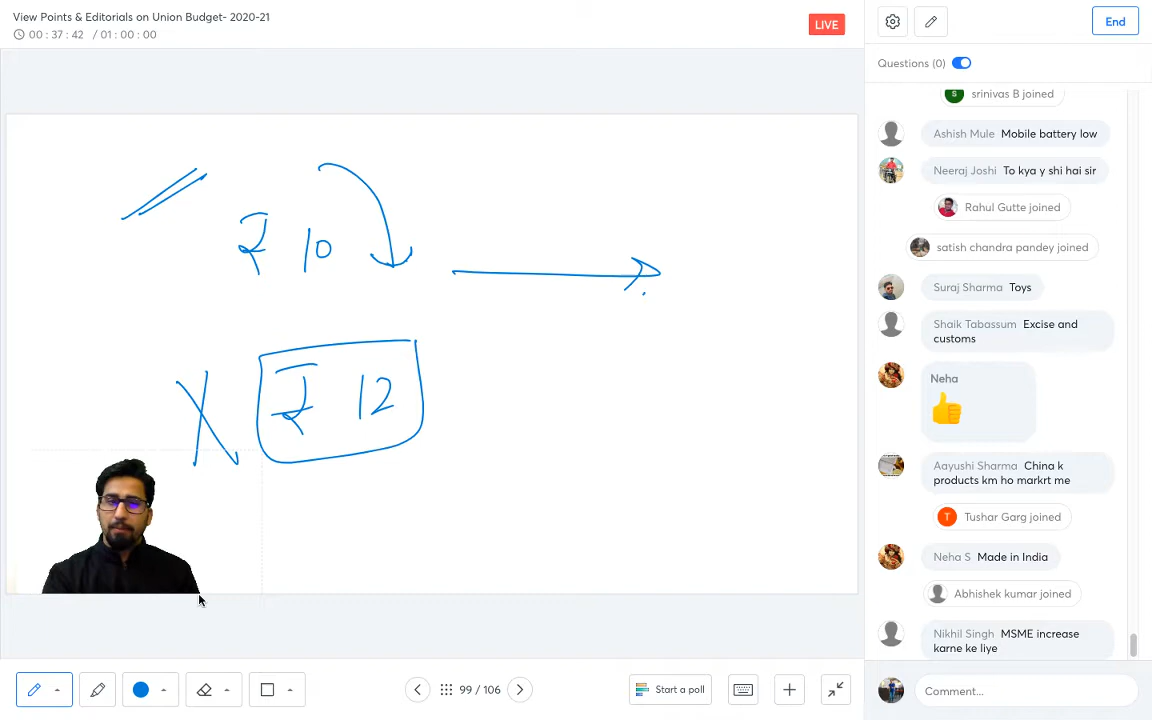 View Points & Editorials on Union Budget- 2020-21
00 : 37 : 42 / 01 : 00 : 00
LIVE
End
Questions (0)
S srinivas B joined
Ashish Mule Mobile battery low
Neeraj Joshi To kya y shi hai sir
Rahul Gutte joined
satish chandra pandey joined
Suraj Sharma Toys
Shaik Tabassum Excise and
customs
Neha
Aayushi Sharma China k
products km ho markrt me
T Tushar Garg joined
Neha S Made in India
Abhishek kumar joined
Nikhil Singh MSME increase
karne ke liye
₹ 10
X ₹ 12
99 / 106
Start a poll
Comment...